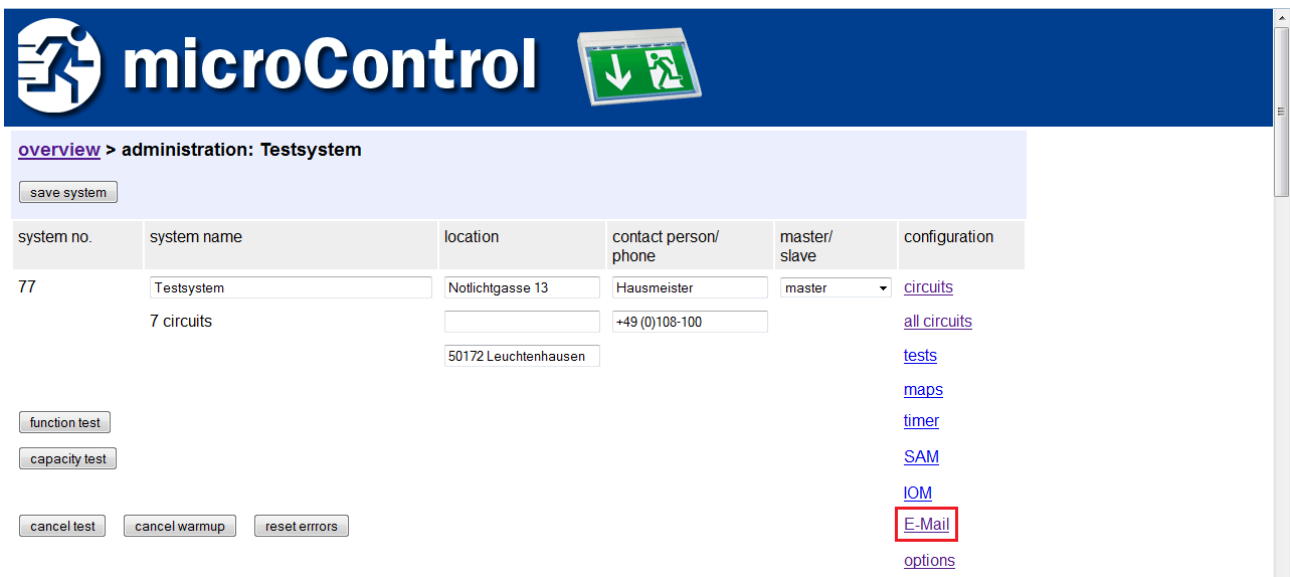 microControl
overview > administration: Testsystem
save system
system no. system name location contact person/ phone master/ slave configuration
77 Testsystem Notlichtgasse 13 Hausmeister master circuits
7 circuits +49 (0)108-100 all circuits
50172 Leuchtenhausen tests
maps
function test timer
capacity test SAM
IOM
cancel test cancel warmup reset errrors E-Mail
options